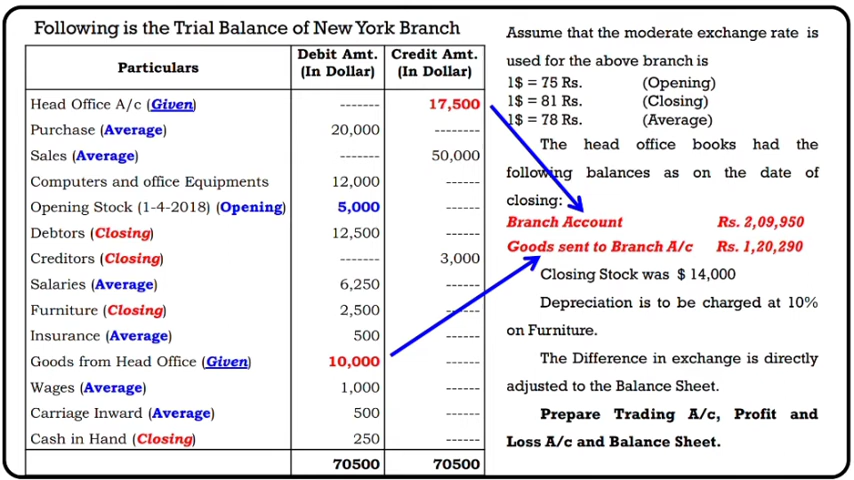 Following is the Trial Balance of New York Branch
Particulars Debit Amt. (In Dollar) Credit Amt. (In Dollar)
Head Office A/c (Given) ------- 17,500
Purchase (Average) 20,000 --------
Sales (Average) ------- 50,000
Computers and office Equipments 12,000 ------
Opening Stock (1-4-2018) (Opening) 5,000 ------
Debtors (Closing) 12,500 ------
Creditors (Closing) ------- 3,000
Salaries (Average) 6,250 ------
Furniture (Closing) 2,500 ------
Insurance (Average) 500 ------
Goods from Head Office (Given) 10,000 ------
Wages (Average) 1,000 ------
Carriage Inward (Average) 500 ------
Cash in Hand (Closing) 250 ------
70500 70500
Assume that the moderate exchange rate is
used for the above branch is
1$ = 75 Rs. (Opening)
1$ = 81 Rs. (Closing)
1$ = 78 Rs. (Average)
The head office books had the
following balances as on the date of
closing:
Branch Account Rs. 2,09,950
Goods sent to Branch A/c Rs. 1,20,290
Closing Stock was $ 14,000
Depreciation is to be charged at 10%
on Furniture.
The Difference in exchange is directly
adjusted to the Balance Sheet.
Prepare Trading A/c, Profit and
Loss A/c and Balance Sheet.